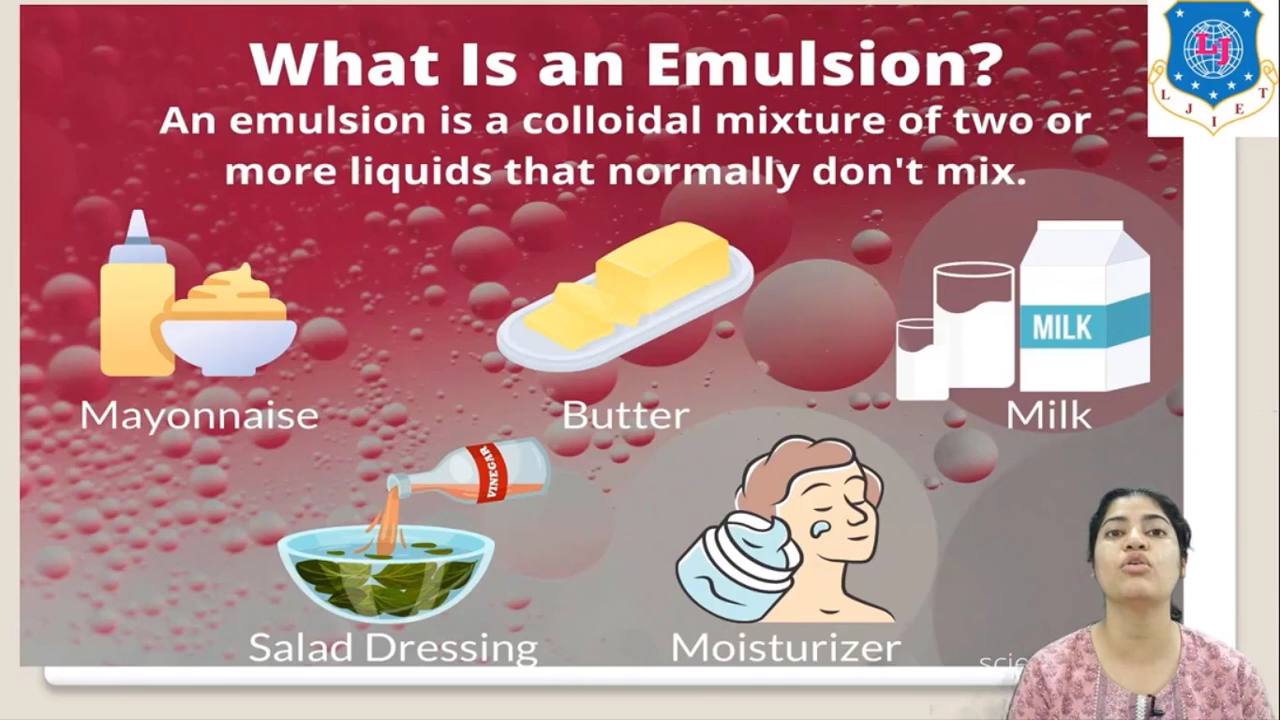 What Is an Emulsion?
An emulsion is a colloidal mixture of two or
more liquids that normally don't mix.
LJ
L J I E T
MILK
Mayonnaise
Butter
Milk
VINEGAR
Salad Dressing
Moisturizer